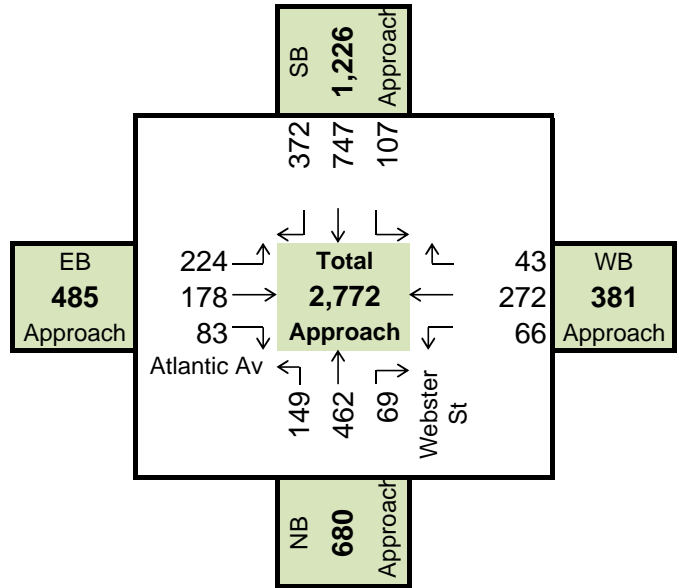 SB
1,226
Approach
372
747
107
EB
485
Approach
224
178
83
Atlantic Av
Total
2,772
Approach
43
272
66
WB
381
Approach
149
462
69
Webster
St
NB
680
Approach